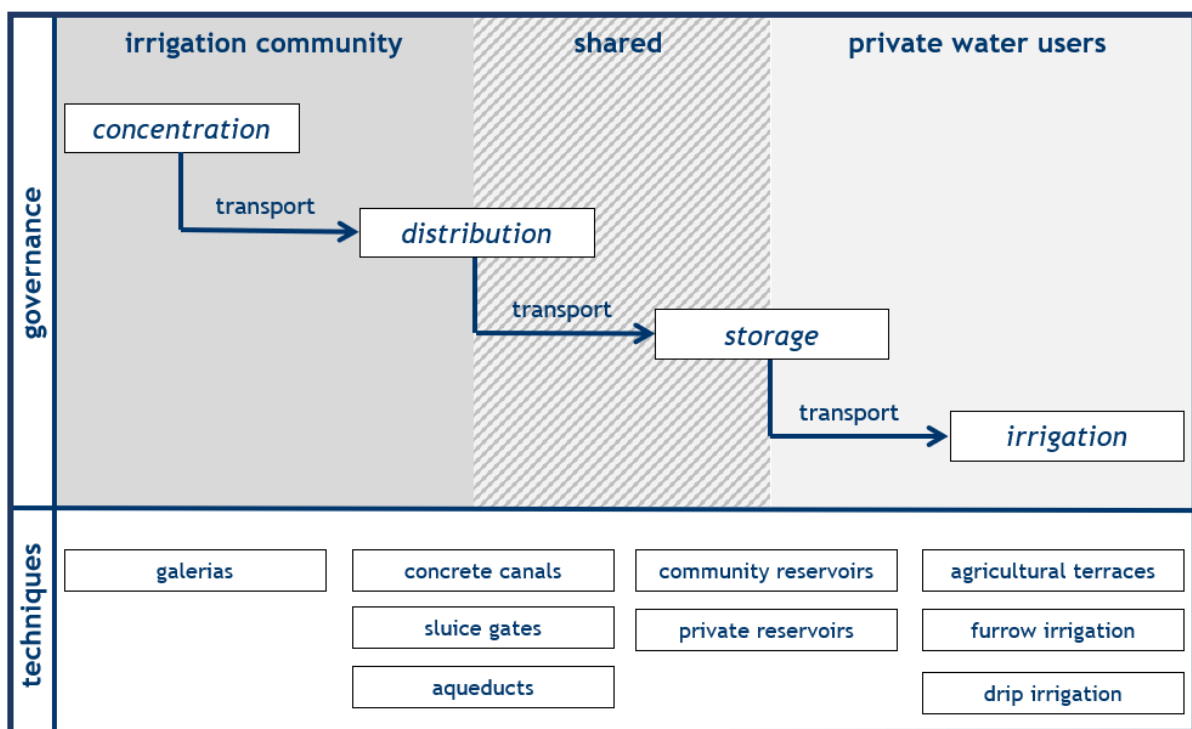 irrigation community
shared
private water users
governance
concentration
transport
distribution
transport
storage
transport
irrigation
techniques
galerias
concrete canals
community reservoirs
agricultural terraces
sluice gates
private reservoirs
furrow irrigation
aqueducts
drip irrigation